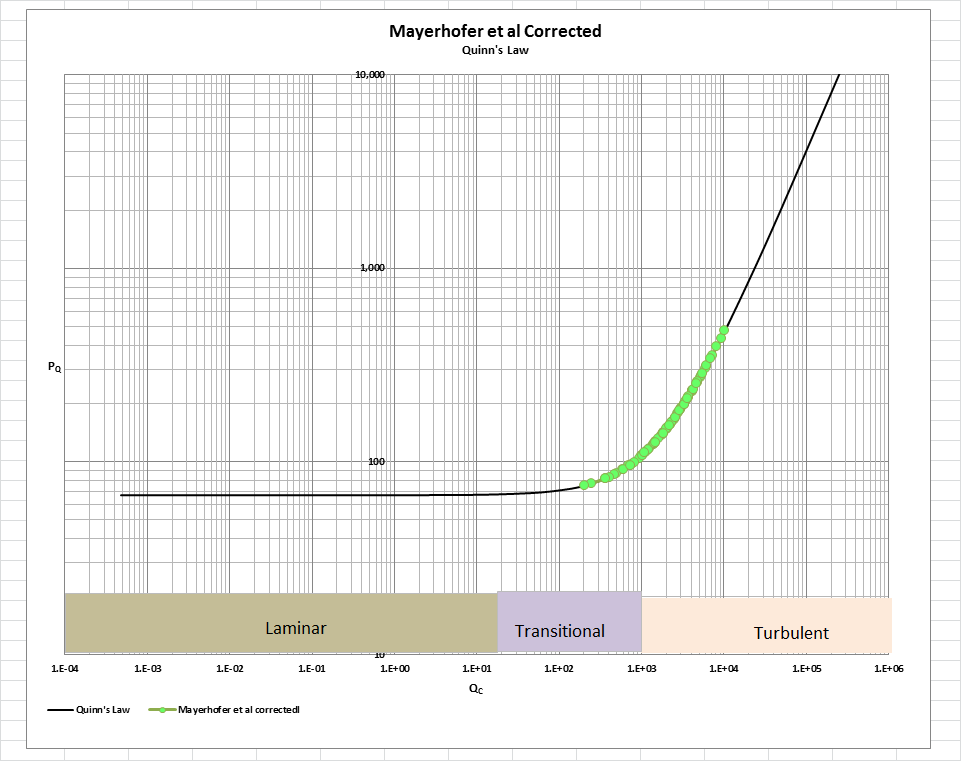 Mayerhofer et al Corrected
Quinn's Law
10,000
1,000
PQ
100
Laminar
Transitional
Turbulent
10
1.E-04 1.E-03 1.E-02 1.E-01 1.E+00 1.E+01 1.E+02 1.E+03 1.E+04 1.E+05 1.E+06
QC
Quinn's Law Mayerhofer et al correctedl